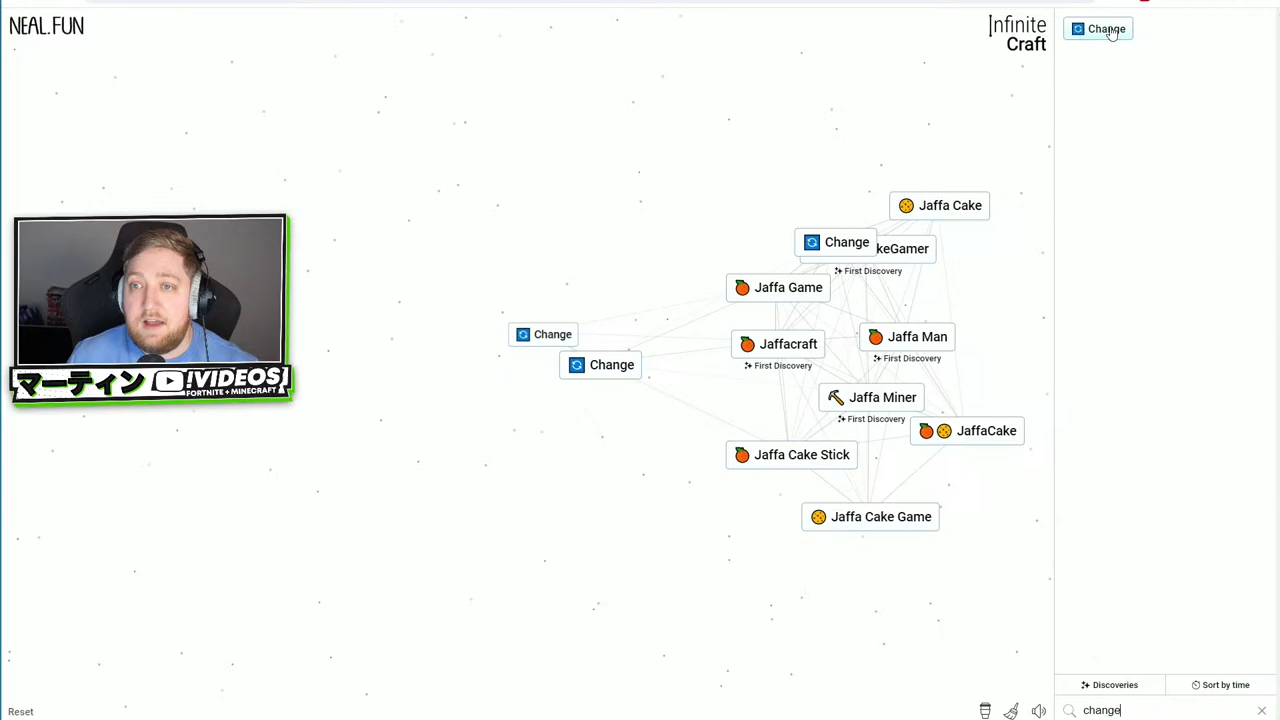 NEAL.FUN
Infinite
Craft
Change
Jaffa Cake
Change
keGamer
First Discovery
Jaffa Game
Change
Jaffacraft
First Discovery
Jaffa Man
First Discovery
Change
Jaffa Miner
First Discovery
JaffaCake
Jaffa Cake Stick
Jaffa Cake Game
マーティン
!VIDEOS
FORTNITE + MINECRAFT
Discoveries
Sort by time
Reset
change